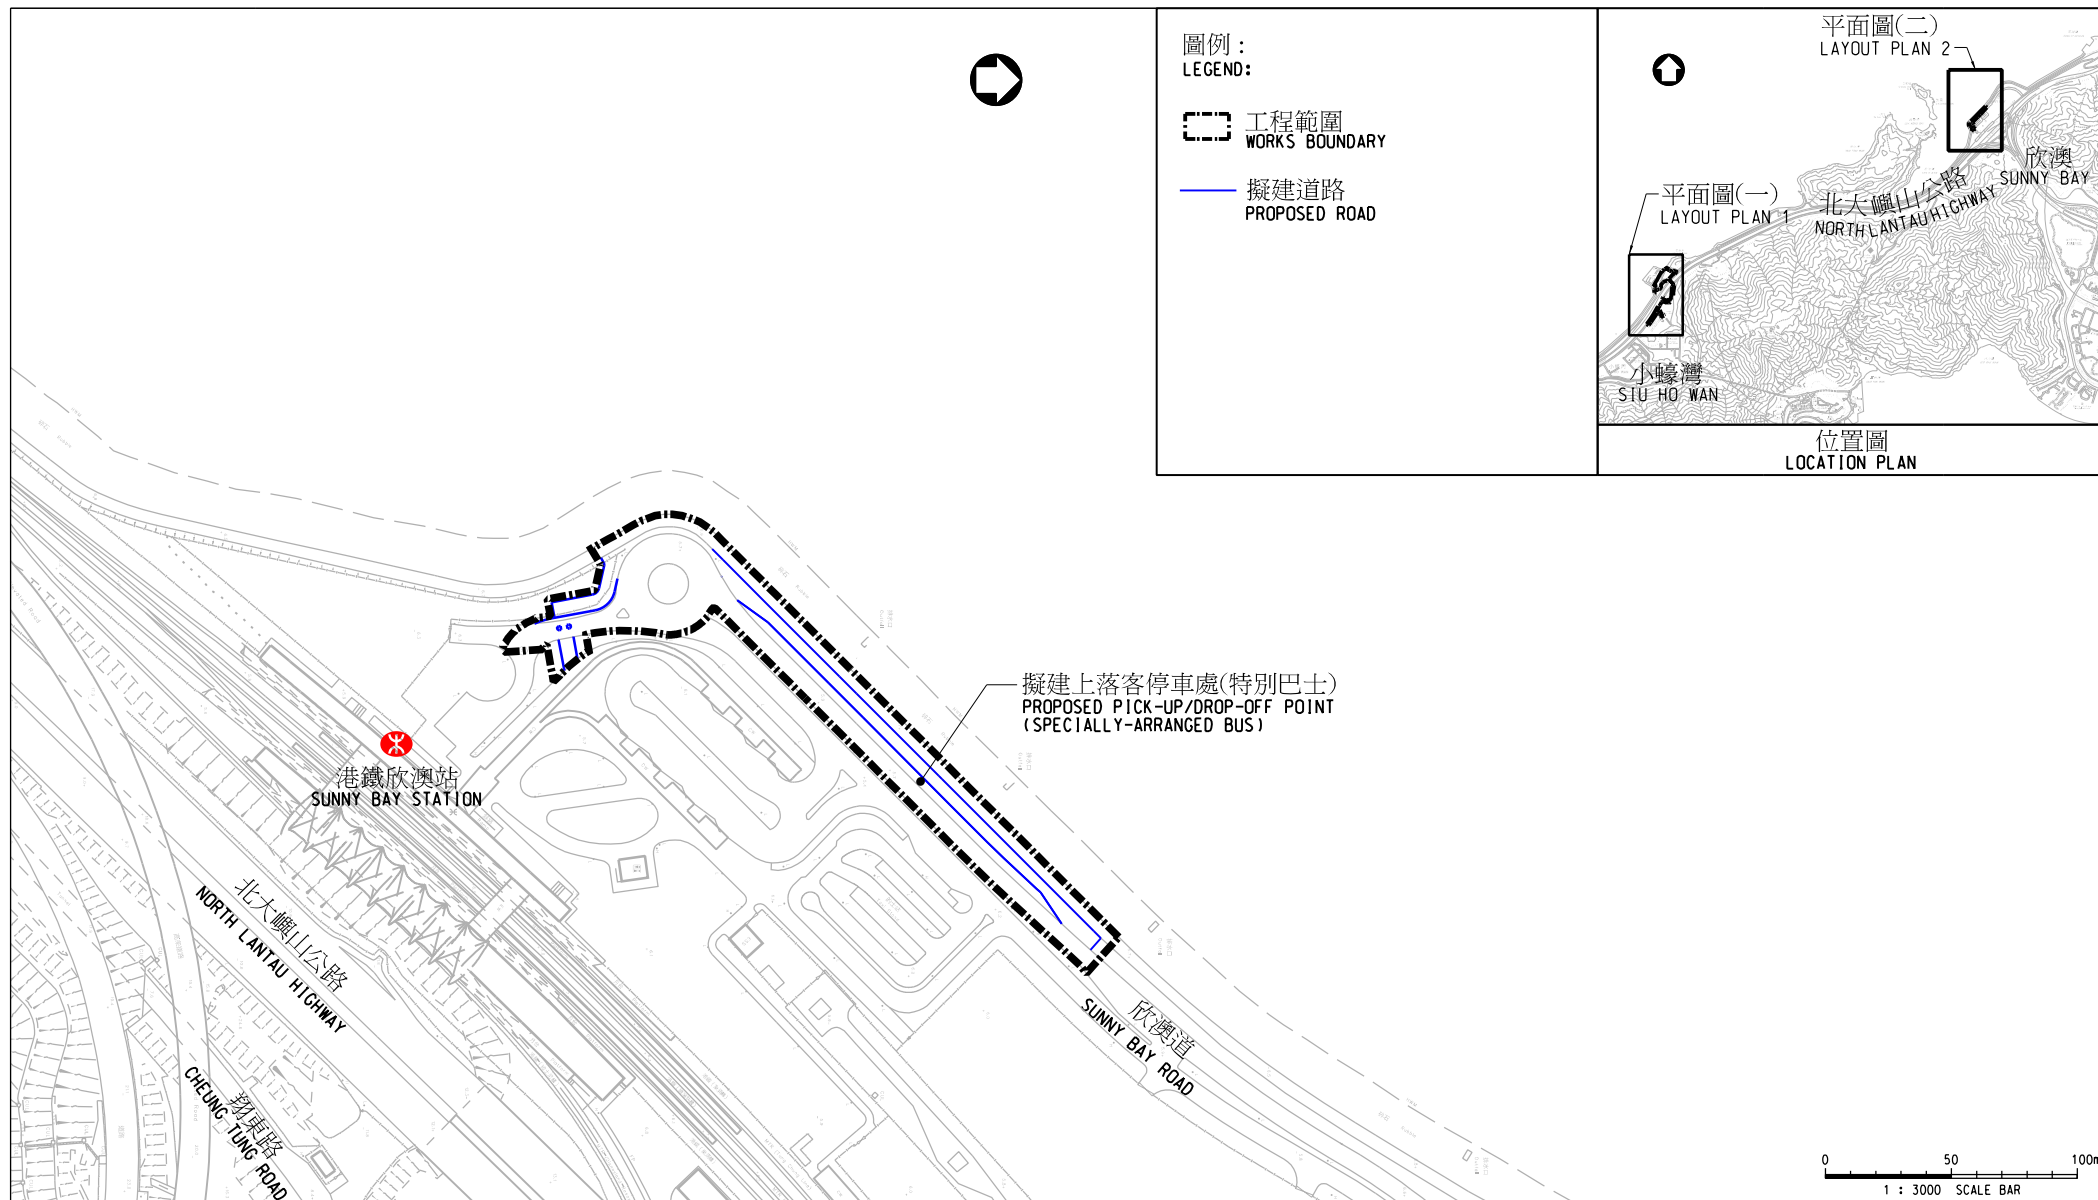 圖例 :
LEGEND:
工程範圍
WORKS BOUNDARY
擬建道路
PROPOSED ROAD
平面圖(二)
LAYOUT PLAN 2
欣澳
SUNNY BAY
平面圖(一)
LAYOUT PLAN 1
北大嶼山公路
NORTH LANTAU HIGHWAY
小蠔灣
SIU HO WAN
位置圖
LOCATION PLAN
擬建上落客停車處(特別巴士)
PROPOSED PICK-UP/DROP-OFF POINT
(SPECIALLY-ARRANGED BUS)
港鐵欣澳站
SUNNY BAY STATION
北大嶼山公路
NORTH LANTAU HIGHWAY
欣澳道
SUNNY BAY ROAD
翔東路
CHEUNG TUNG ROAD
0 50 100m
1 : 3000 SCALE BAR